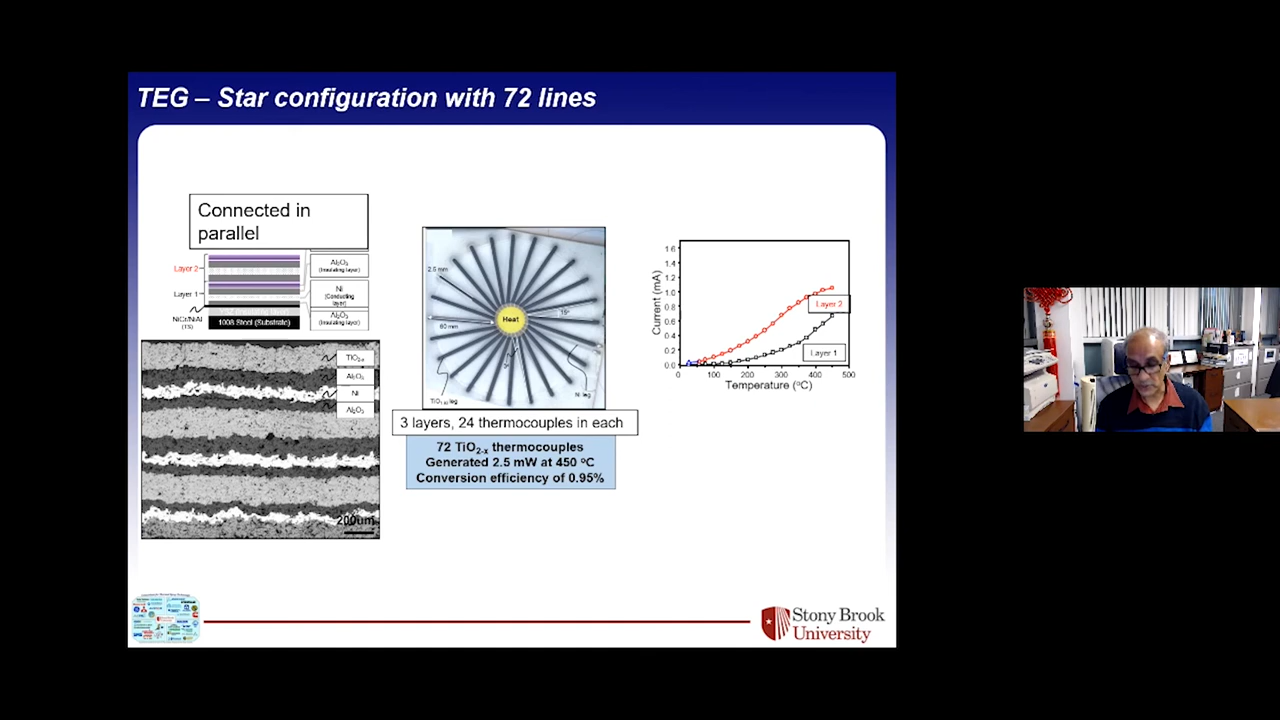 TEG – Star configuration with 72 lines
Connected in
parallel
Layer 2
Layer 1
NiCr/NiAl
(TS)
Al₂O₃
(Insulating layer)
Ni
(Conducting
layer)
Al₂O₃
(Insulating layer)
1008 Steel (Substrate)
Al₂O₃
Ni
Al₂O₃
200um
2.5 mm
60 mm
Heat
15°
Ni leg
3 layers, 24 thermocouples in each
72 TiO₂₋ₓ thermocouples
Generated 2.5 mW at 450 °C
Conversion efficiency of 0.95%
Current (mA)
1.6
1.4
1.2
1.0
0.8
0.6
0.4
0.2
0.0
0
100
200
300
400
500
Temperature (°C)
Layer 2
Layer 1
Stony Brook
University